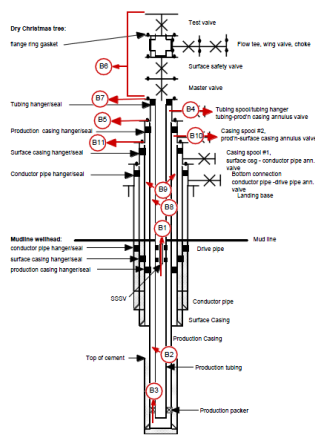 Dry Christmas tree:
flange ring gasket
Test valve
Flow tee, wing valve, choke
B6
Surface safety valve
Master valve
B7
Tubing hanger/seal
B4
Tubing spool/tubing hanger
tubing-prod'n casing annulus valve
B5
Production casing hanger/seal
B10
Casing spool #2,
prod'n-surface casing annulus valve
B11
Surface casing hanger/seal
Casing spool #1,
surface csg - conductor pipe ann.
valve
Conductor pipe hanger/seal
Bottom connection
conductor pipe -drive pipe ann.
valve
Landing base
B9
B8
B1
Mudline wellhead:
Mud line
conductor pipe hanger/seal
Drive pipe
surface casing hanger/seal
production casing hanger/seal
SSSV
Conductor pipe
Surface Casing
Production Casing
B2
Top of cement
Production tubing
B3
Production packer